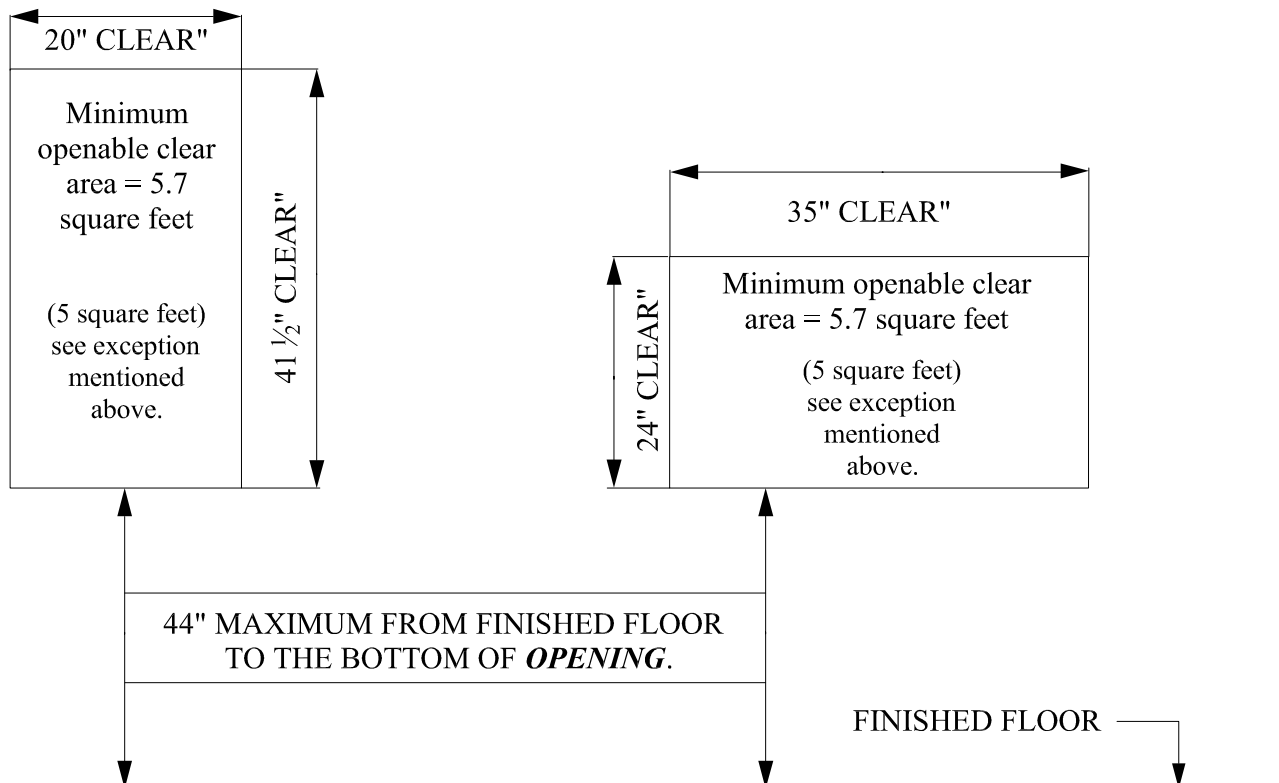 20" CLEAR"
Minimum
openable clear
area = 5.7
square feet
(5 square feet)
see exception
mentioned
above.
41 ½" CLEAR"
35" CLEAR"
24" CLEAR"
Minimum openable clear
area = 5.7 square feet
(5 square feet)
see exception
mentioned
above.
44" MAXIMUM FROM FINISHED FLOOR
TO THE BOTTOM OF OPENING.
FINISHED FLOOR